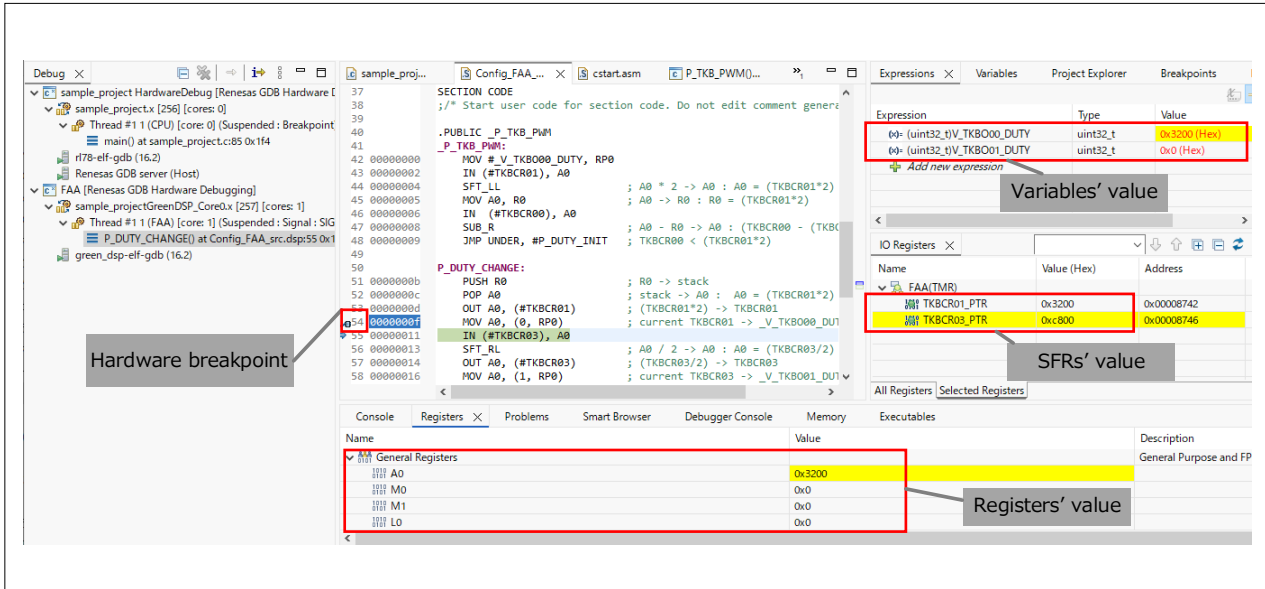 Debug
sample_project HardwareDebug [Renesas GDB Hardware D
sample_project.x [256] [cores: 0]
Thread #1 1 (CPU) [core: 0] (Suspended : Breakpoint
main() at sample_project.c:85 0x1f4
rl78-elf-gdb (16.2)
Renesas GDB server (Host)
FAA [Renesas GDB Hardware Debugging]
sample_projectGreenDSP_Core0.x [257] [cores: 1]
Thread #1 1 (FAA) [core: 1] (Suspended : Signal : SIG
P_DUTY_CHANGE() at Config_FAA_src.dsp:55 0x1
green_dsp-elf-gdb (16.2)
Hardware breakpoint
sample_proj... Config_FAA_... cstart.asm P_TKB_PWM()...
37 SECTION CODE
38 ;/* Start user code for section code. Do not edit comment genera
39
40 .PUBLIC _P_TKB_PWM
41 _P_TKB_PWM:
42 00000000 MOV #_V_TKBO00_DUTY, RP0
43 00000002 IN (#TKBCR01), A0
44 00000004 SFT_LL ; A0 * 2 -> A0 : A0 = (TKBCR01*2)
45 00000005 MOV A0, R0 ; A0 -> R0 : R0 = (TKBCR01*2)
46 00000006 IN (#TKBCR00), A0
47 00000008 SUB_R ; A0 - R0 -> A0 : (TKBCR00 - (TKBC
48 00000009 JMP UNDER, #P_DUTY_INIT ; TKBCR00 < (TKBCR01*2)
49
50 P_DUTY_CHANGE:
51 0000000b PUSH R0 ; R0 -> stack
52 0000000c POP A0 ; stack -> A0 : A0 = (TKBCR01*2)
53 0000000d OUT A0, (#TKBCR01) ; (TKBCR01*2) -> TKBCR01
54 0000000f MOV A0, (0, RP0) ; current TKBCR01 -> _V_TKBO00_DUT
55 00000011 IN (#TKBCR03), A0
56 00000013 SFT_RL ; A0 / 2 -> A0 : A0 = (TKBCR03/2)
57 00000014 OUT A0, (#TKBCR03) ; (TKBCR03/2) -> TKBCR03
58 00000016 MOV A0, (1, RP0) ; current TKBCR03 -> _V_TKBO01_DUT
Expressions Variables Project Explorer Breakpoints
Expression Type Value
(x)= (uint32_t)V_TKBO00_DUTY uint32_t 0x3200 (Hex)
(x)= (uint32_t)V_TKBO01_DUTY uint32_t 0x0 (Hex)
Add new expression
Variables’ value
IO Registers
Name Value (Hex) Address
FAA(TMR)
TKBCR01_PTR 0x3200 0x00008742
TKBCR03_PTR 0xc800 0x00008746
SFRs’ value
All Registers Selected Registers
Console Registers Problems Smart Browser Debugger Console Memory Executables
Name Value Description
General Registers General Purpose and FP
A0 0x3200
M0 0x0
M1 0x0
L0 0x0
Registers’ value